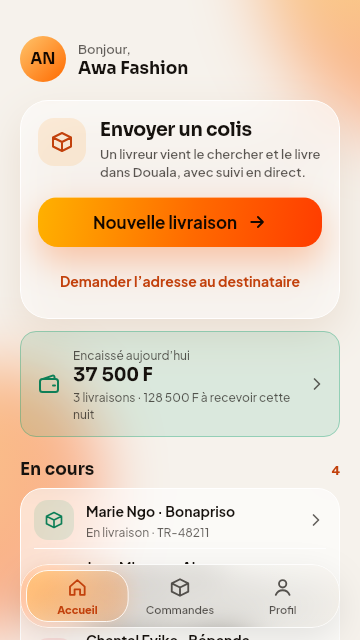 AN
Bonjour,
Awa Fashion
Envoyer un colis
Un livreur vient le chercher et le livre
dans Douala, avec suivi en direct.
Nouvelle livraison
Demander l’adresse au destinataire
Encaissé aujourd’hui
37 500 F
3 livraisons · 128 500 F à recevoir cette
nuit
En cours
4
Marie Ngo · Bonapriso
En livraison · TR-48211
Accueil
Commandes
Profil